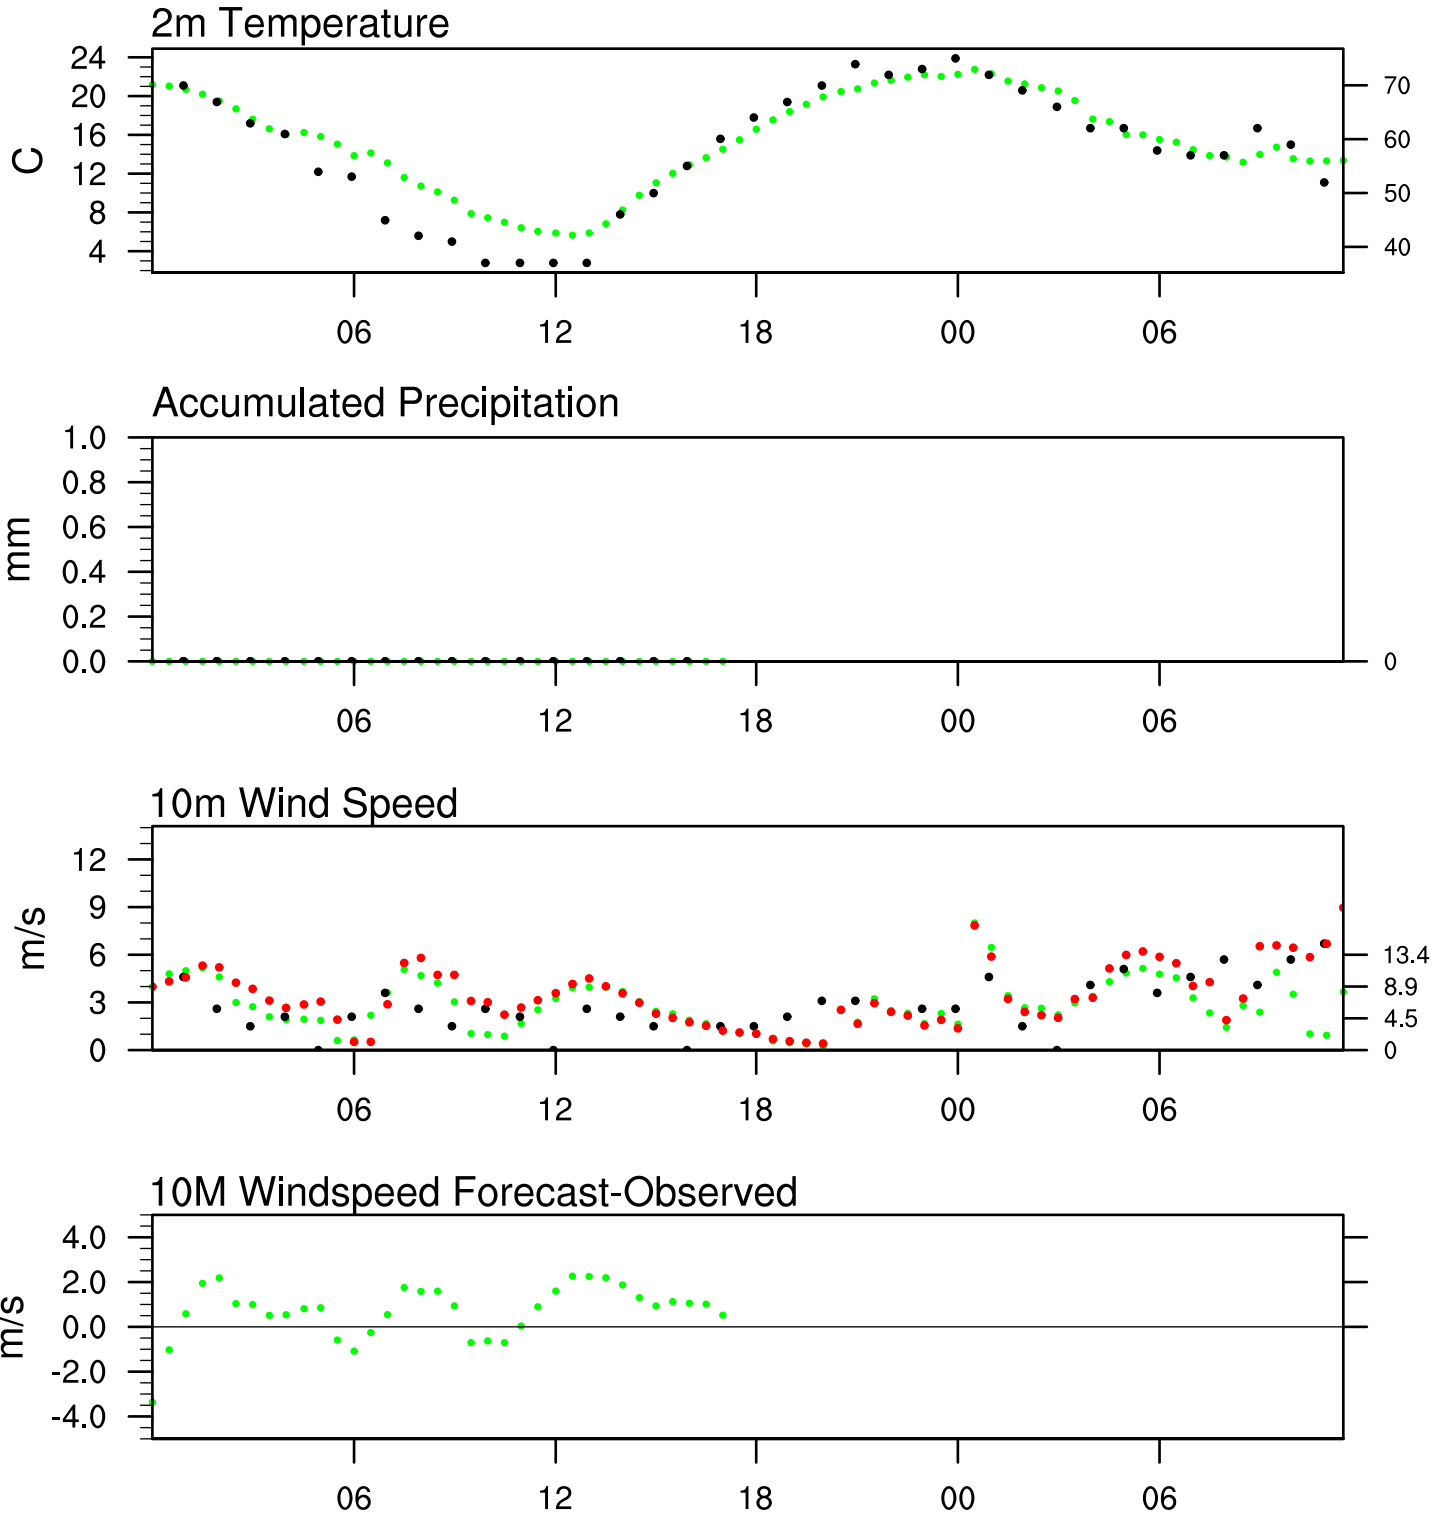 2m Temperature
24
20
16
12
8
4
C
70
60
50
40
06 12 18 00 06
Accumulated Precipitation
1.0
0.8
0.6
0.4
0.2
0.0
mm
0
06 12 18 00 06
10m Wind Speed
12
9
6
3
0
m/s
13.4
8.9
4.5
0
06 12 18 00 06
10M Windspeed Forecast-Observed
4.0
2.0
0.0
-2.0
-4.0
m/s
06 12 18 00 06